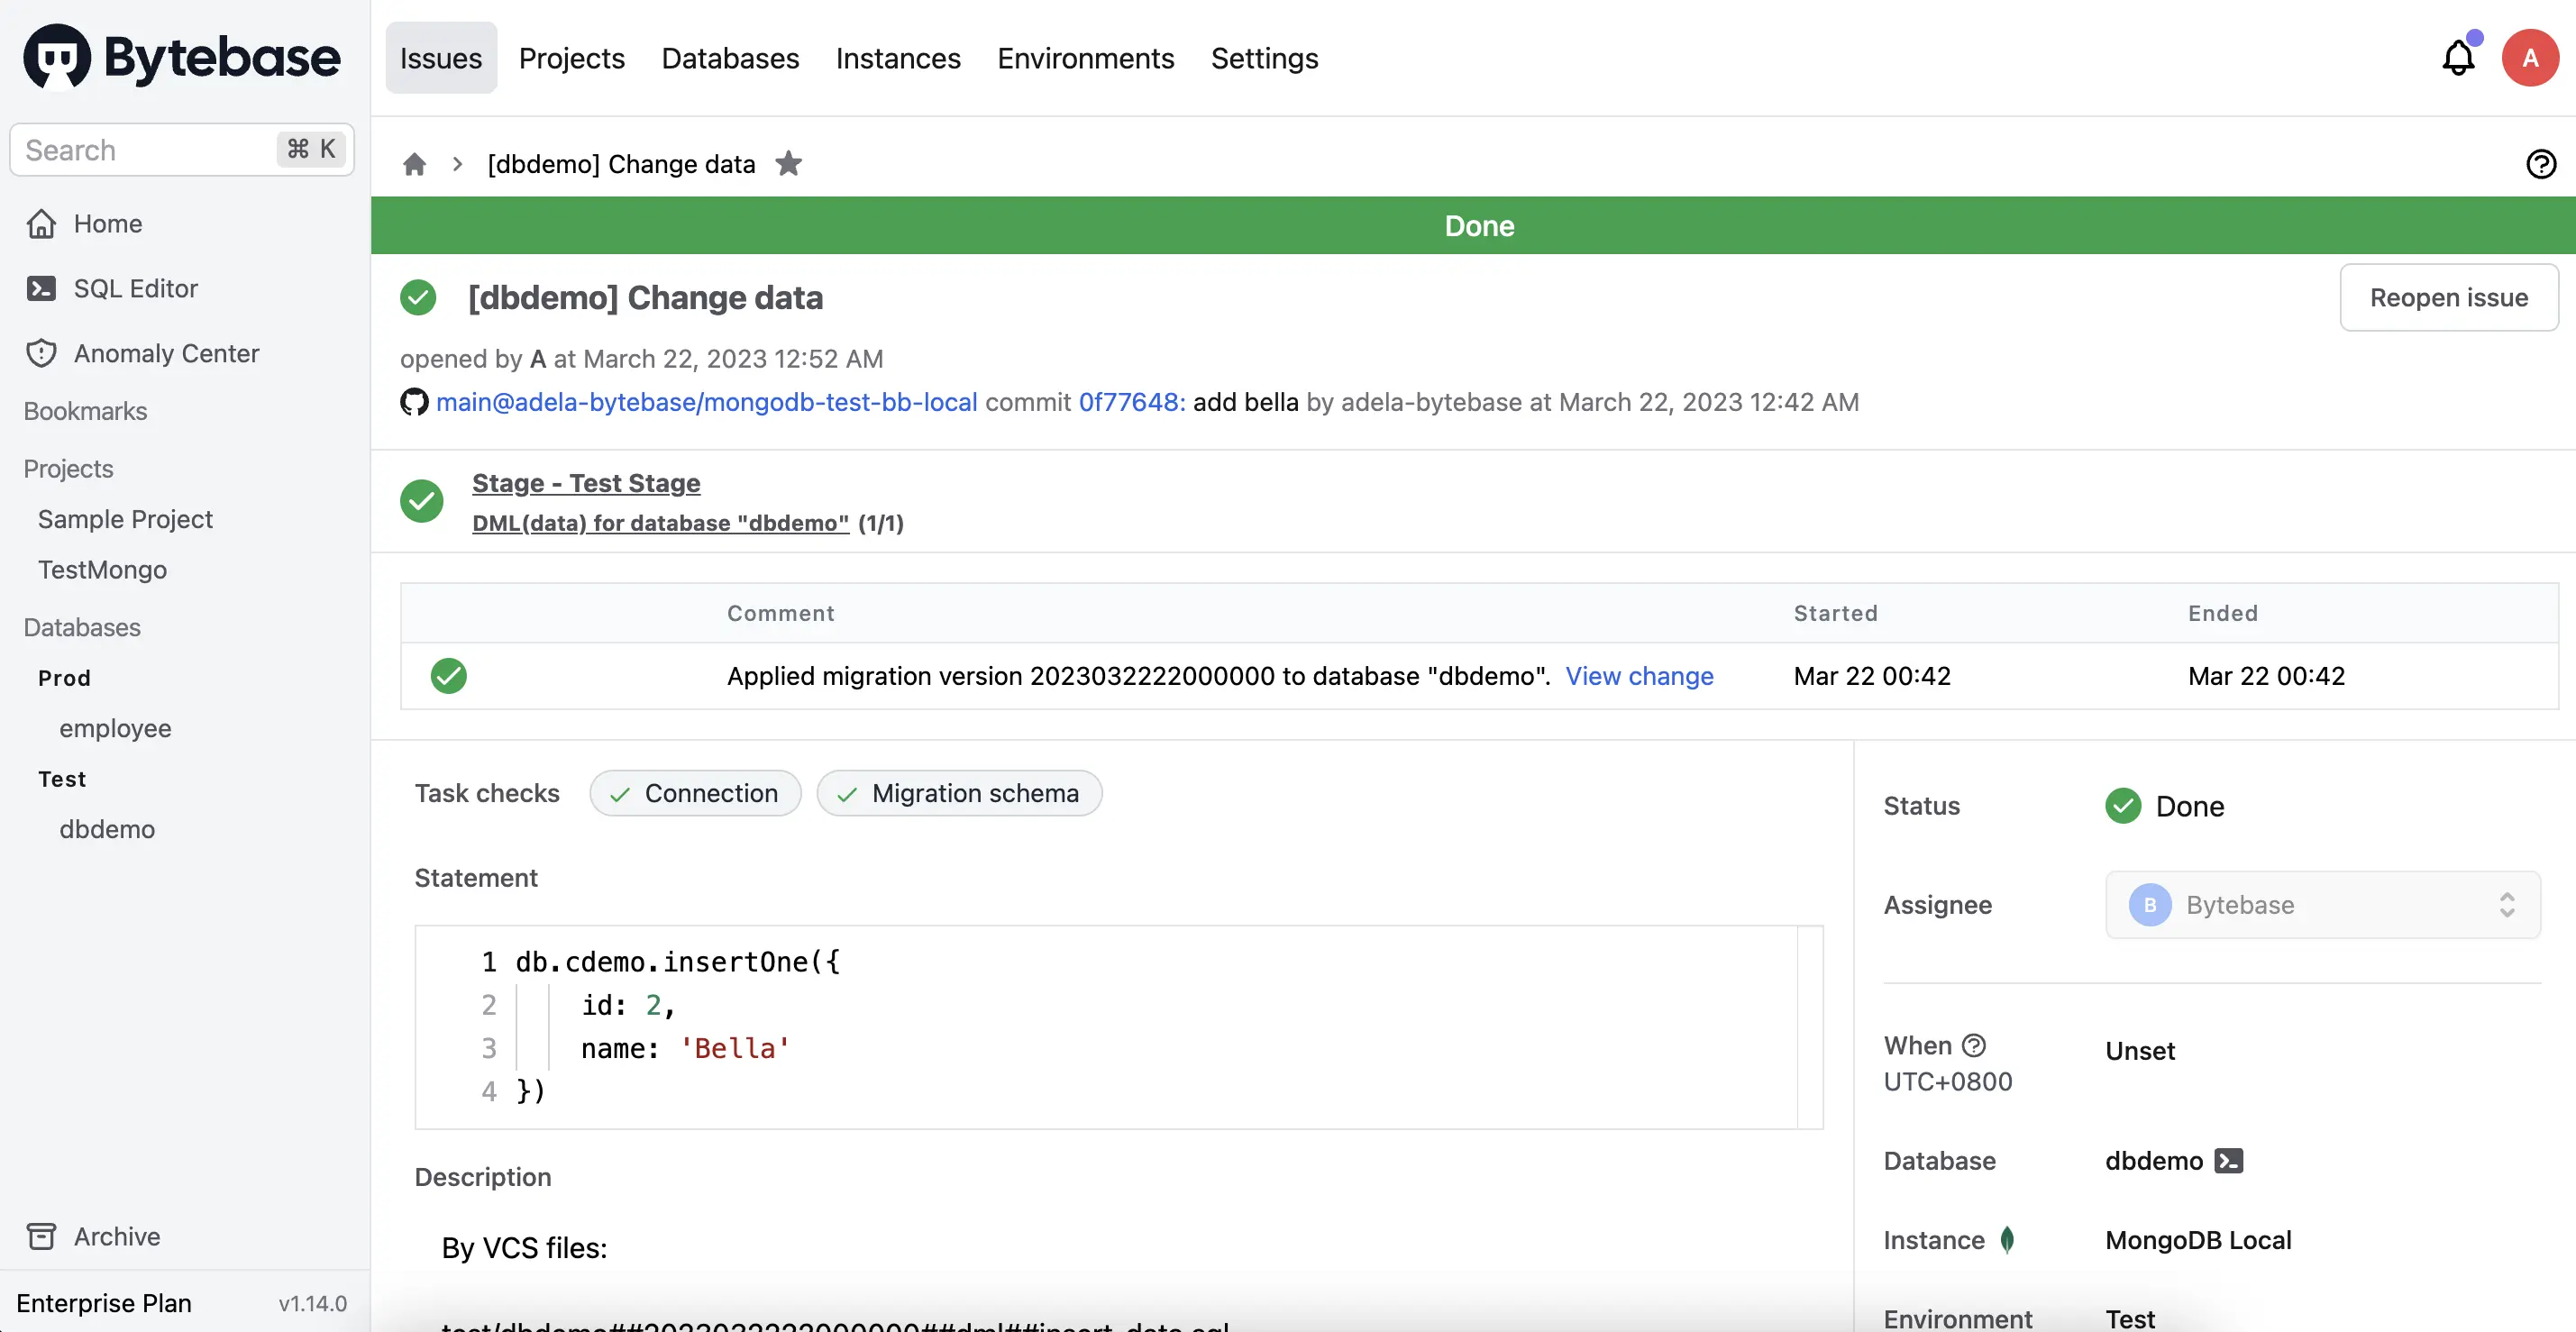 Bytebase
Issues Projects Databases Instances Environments Settings
A
Search ⌘ K
[dbdemo] Change data
Home
SQL Editor
Anomaly Center
Bookmarks
Projects
Sample Project
TestMongo
Databases
Prod
employee
Test
dbdemo
Archive
Enterprise Plan v1.14.0
Done
[dbdemo] Change data
Reopen issue
opened by A at March 22, 2023 12:52 AM
main@adela-bytebase/mongodb-test-bb-local commit 0f77648: add bella by adela-bytebase at March 22, 2023 12:42 AM
Stage - Test Stage
DML(data) for database "dbdemo" (1/1)
Comment Started Ended
Applied migration version 2023032222000000 to database "dbdemo". View change Mar 22 00:42 Mar 22 00:42
Task checks Connection Migration schema
Statement
1 db.cdemo.insertOne({
2 id: 2,
3 name: 'Bella'
4 })
Description
By VCS files:
test/dbdemo##2023032222000000##dml##insert_data.sql
Status Done
Assignee B Bytebase
When Unset
UTC+0800
Database dbdemo
Instance MongoDB Local
Environment Test